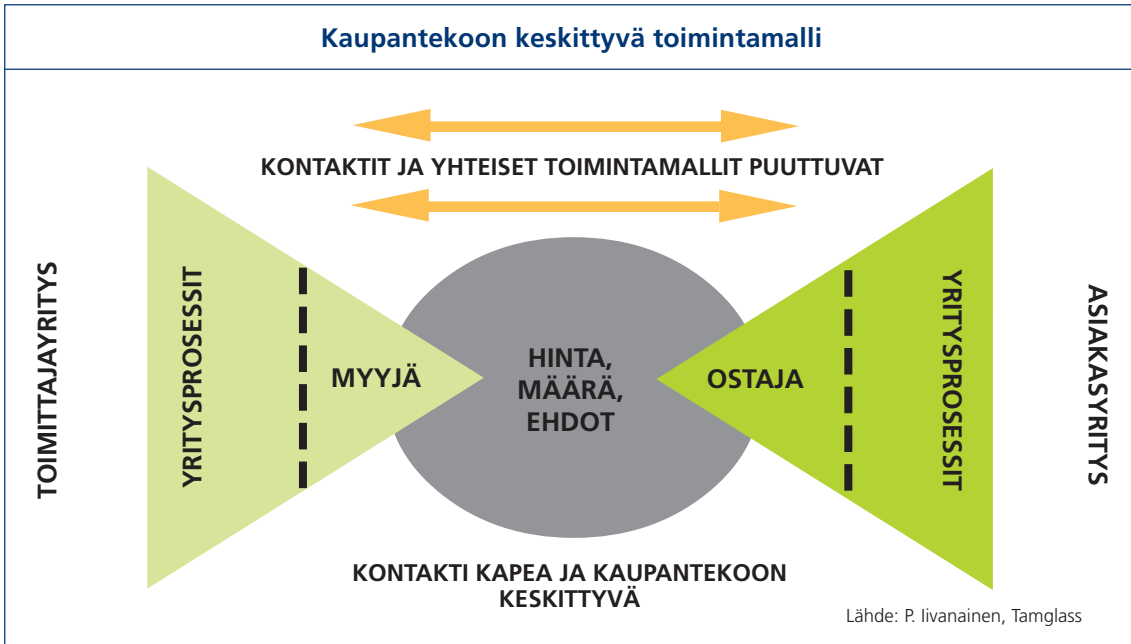 Kaupantekoon keskittyvä toimintamalli
KONTAKTIT JA YHTEISET TOIMINTAMALLIT PUUTTUVAT
TOIMITTAJAYRITYS
YRITYSPROSESSIT
MYYJÄ
HINTA,
MÄÄRÄ,
EHDOT
OSTAJA
YRITYSPROSESSIT
ASIAKASYRITYS
KONTAKTI KAPEA JA KAUPANTEKOON
KESKITTYVÄ
Lähde: P. Iivanainen, Tamglass